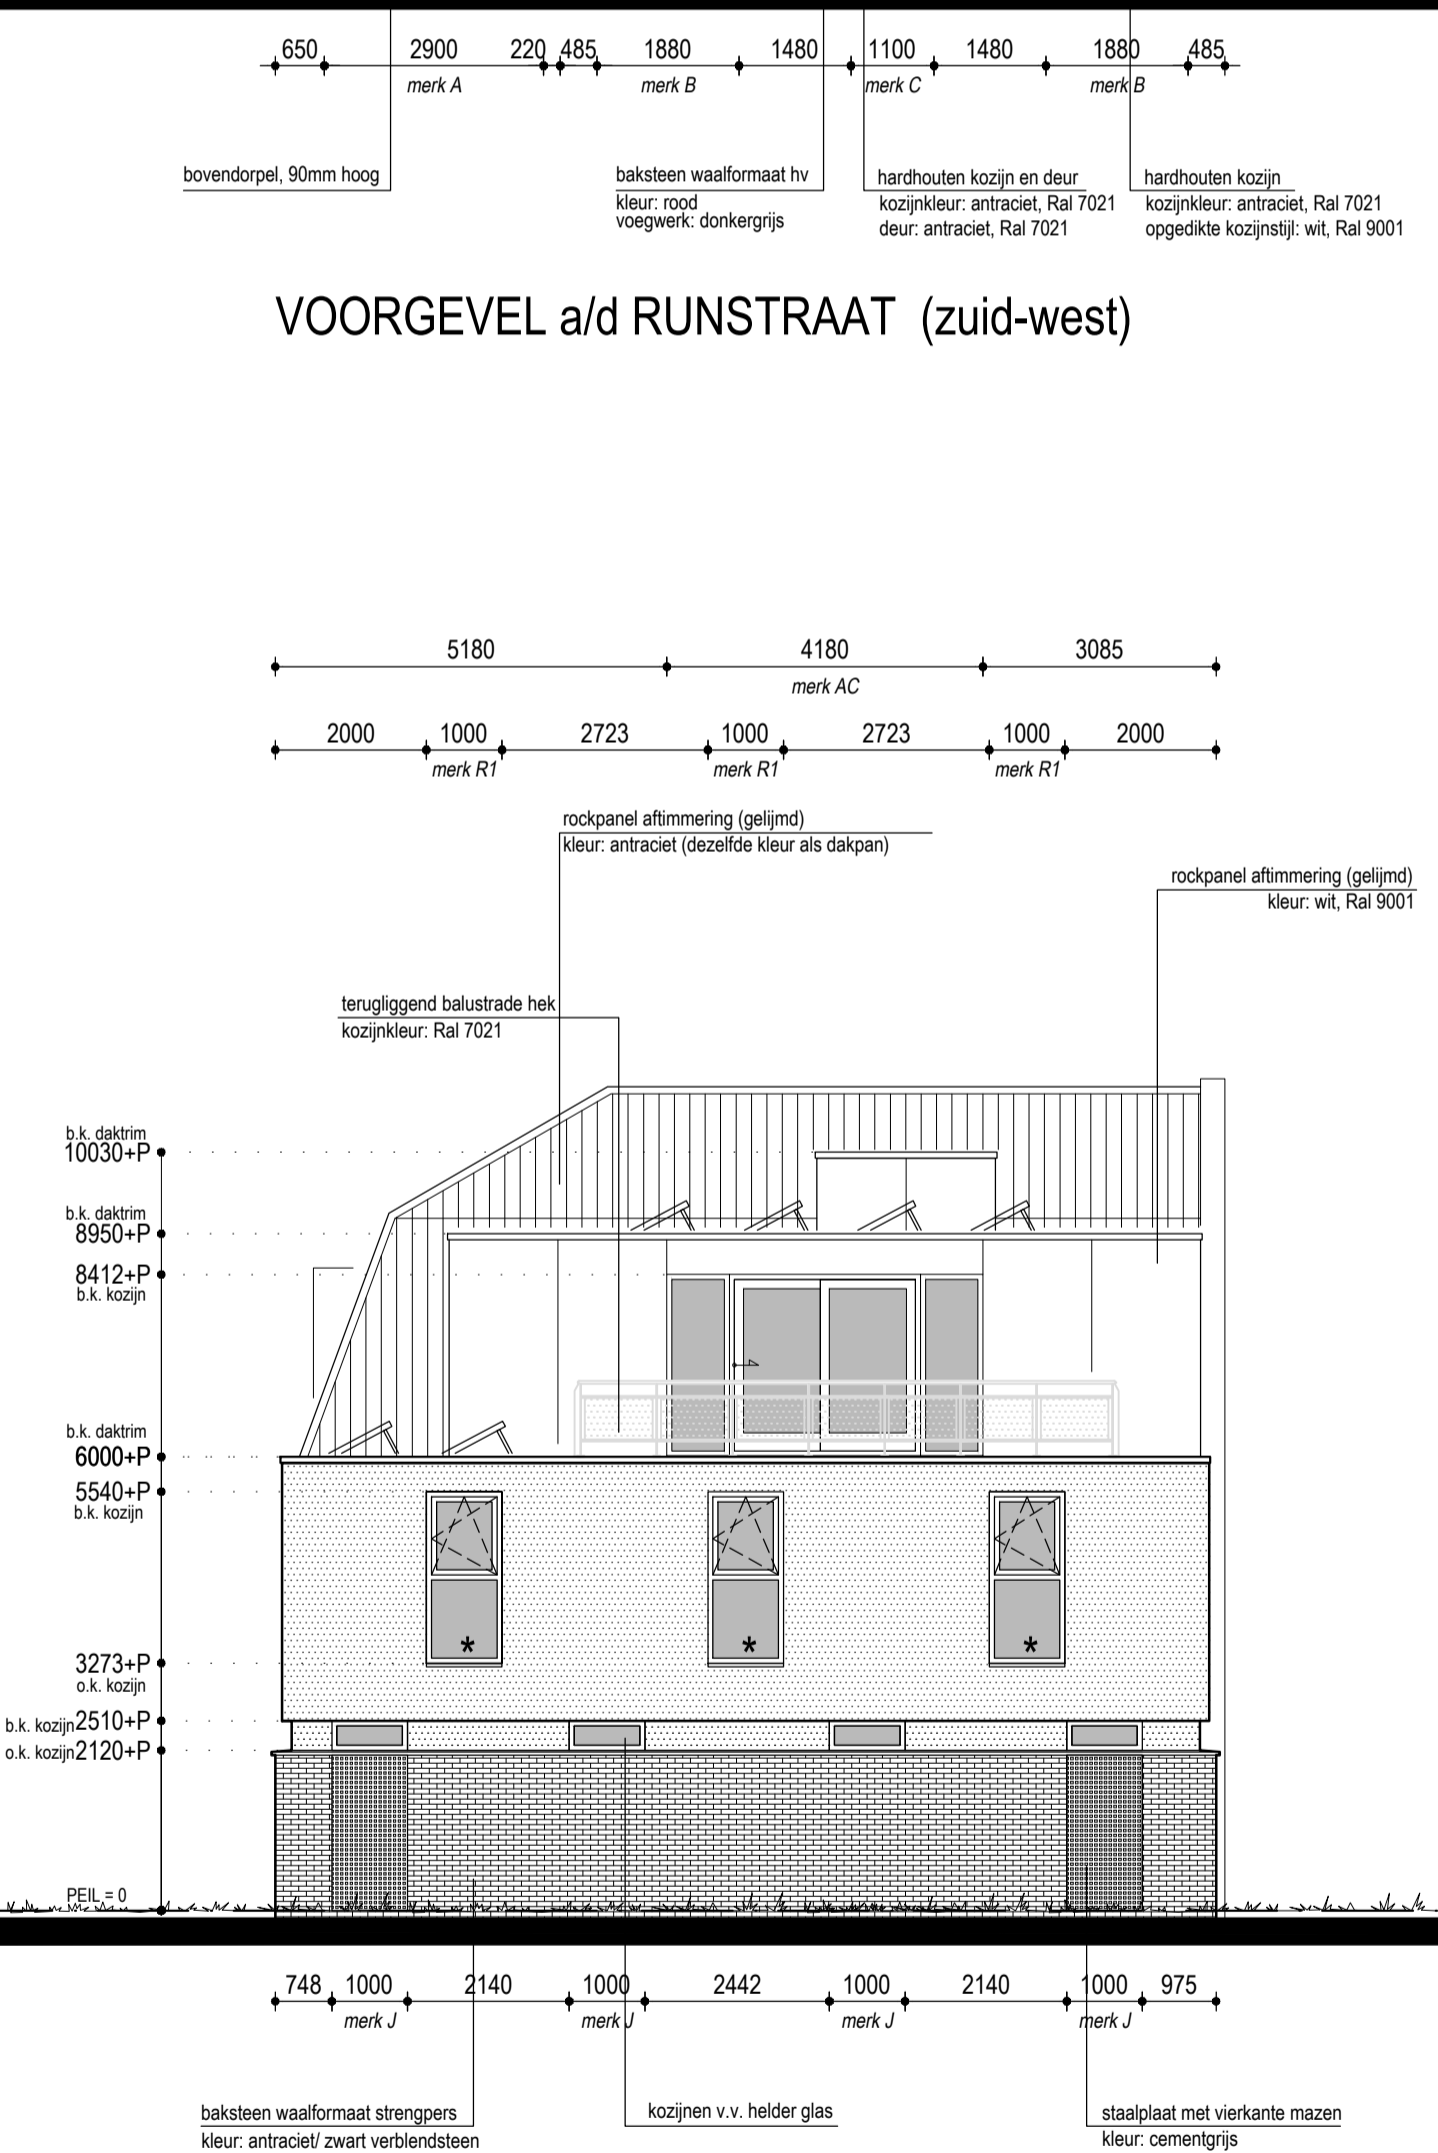 650 2900 220 485 1880 1480 1100 1480 1880 485
merk A merk B merk C merk B
bovendorpel, 90mm hoog
baksteen waalformaat hv
kleur: rood
voegwerk: donkergrijs
hardhouten kozijn en deur
kozijnkleur: antraciet, Ral 7021
deur: antraciet, Ral 7021
hardhouten kozijn
kozijnkleur: antraciet, Ral 7021
opgedikte kozijnstijl: wit, Ral 9001
VOORGEVEL a/d RUNSTRAAT (zuid-west)
5180 4180 3085
merk AC
2000 1000 2723 1000 2723 1000 2000
merk R1 merk R1 merk R1
rockpanel aftimmering (gelijmd)
kleur: antraciet (dezelfde kleur als dakpan)
rockpanel aftimmering (gelijmd)
kleur: wit, Ral 9001
terugliggend balustrade hek
kozijnkleur: Ral 7021
b.k. daktrim
10030+P
b.k. daktrim
8950+P
8412+P
b.k. kozijn
b.k. daktrim
6000+P
5540+P
b.k. kozijn
* * *
3273+P
o.k. kozijn
b.k. kozijn 2510+P
o.k. kozijn 2120+P
PEIL = 0
748 1000 2140 1000 2442 1000 2140 1000 975
merk J merk J merk J merk J
baksteen waalformaat strengpers
kleur: antraciet/ zwart verblendsteen
kozijnen v.v. helder glas
staalplaat met vierkante mazen
kleur: cementgrijs